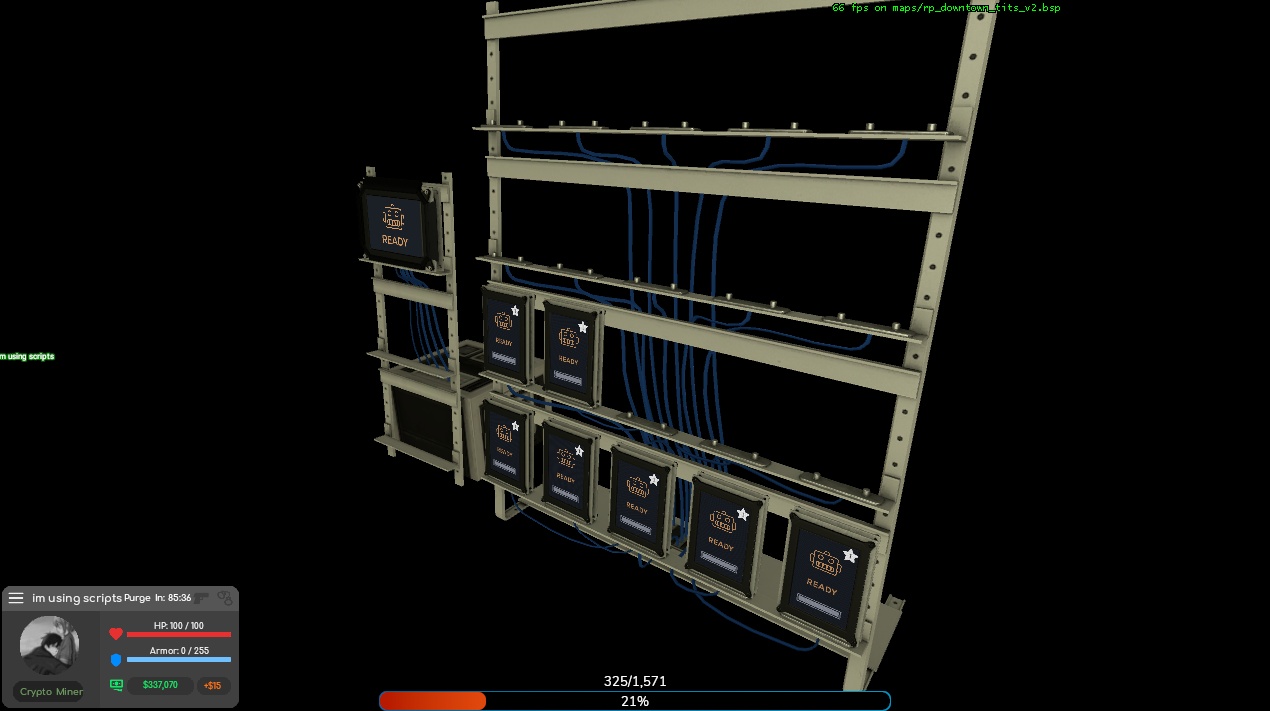 66 fps on maps/rp_downtown_tits_v2.bsp
READY
READY
READY
m using scripts
READY
READY
READY
READY
READY
im using scripts Purge In: 85:36
HP: 100 / 100
Armor: 0 / 255
Crypto Miner
$337,070
+$15
325/1,571
21%